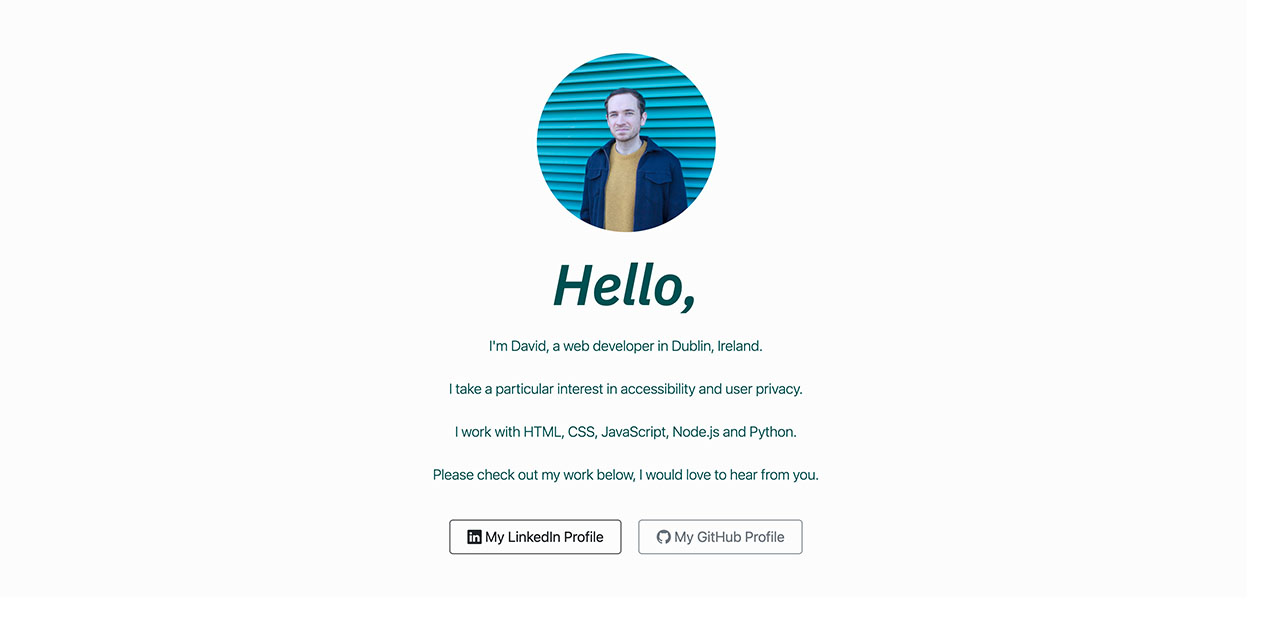 Hello,
I'm David, a web developer in Dublin, Ireland.
I take a particular interest in accessibility and user privacy.
I work with HTML, CSS, JavaScript, Node.js and Python.
Please check out my work below, I would love to hear from you.
in My LinkedIn Profile
My GitHub Profile